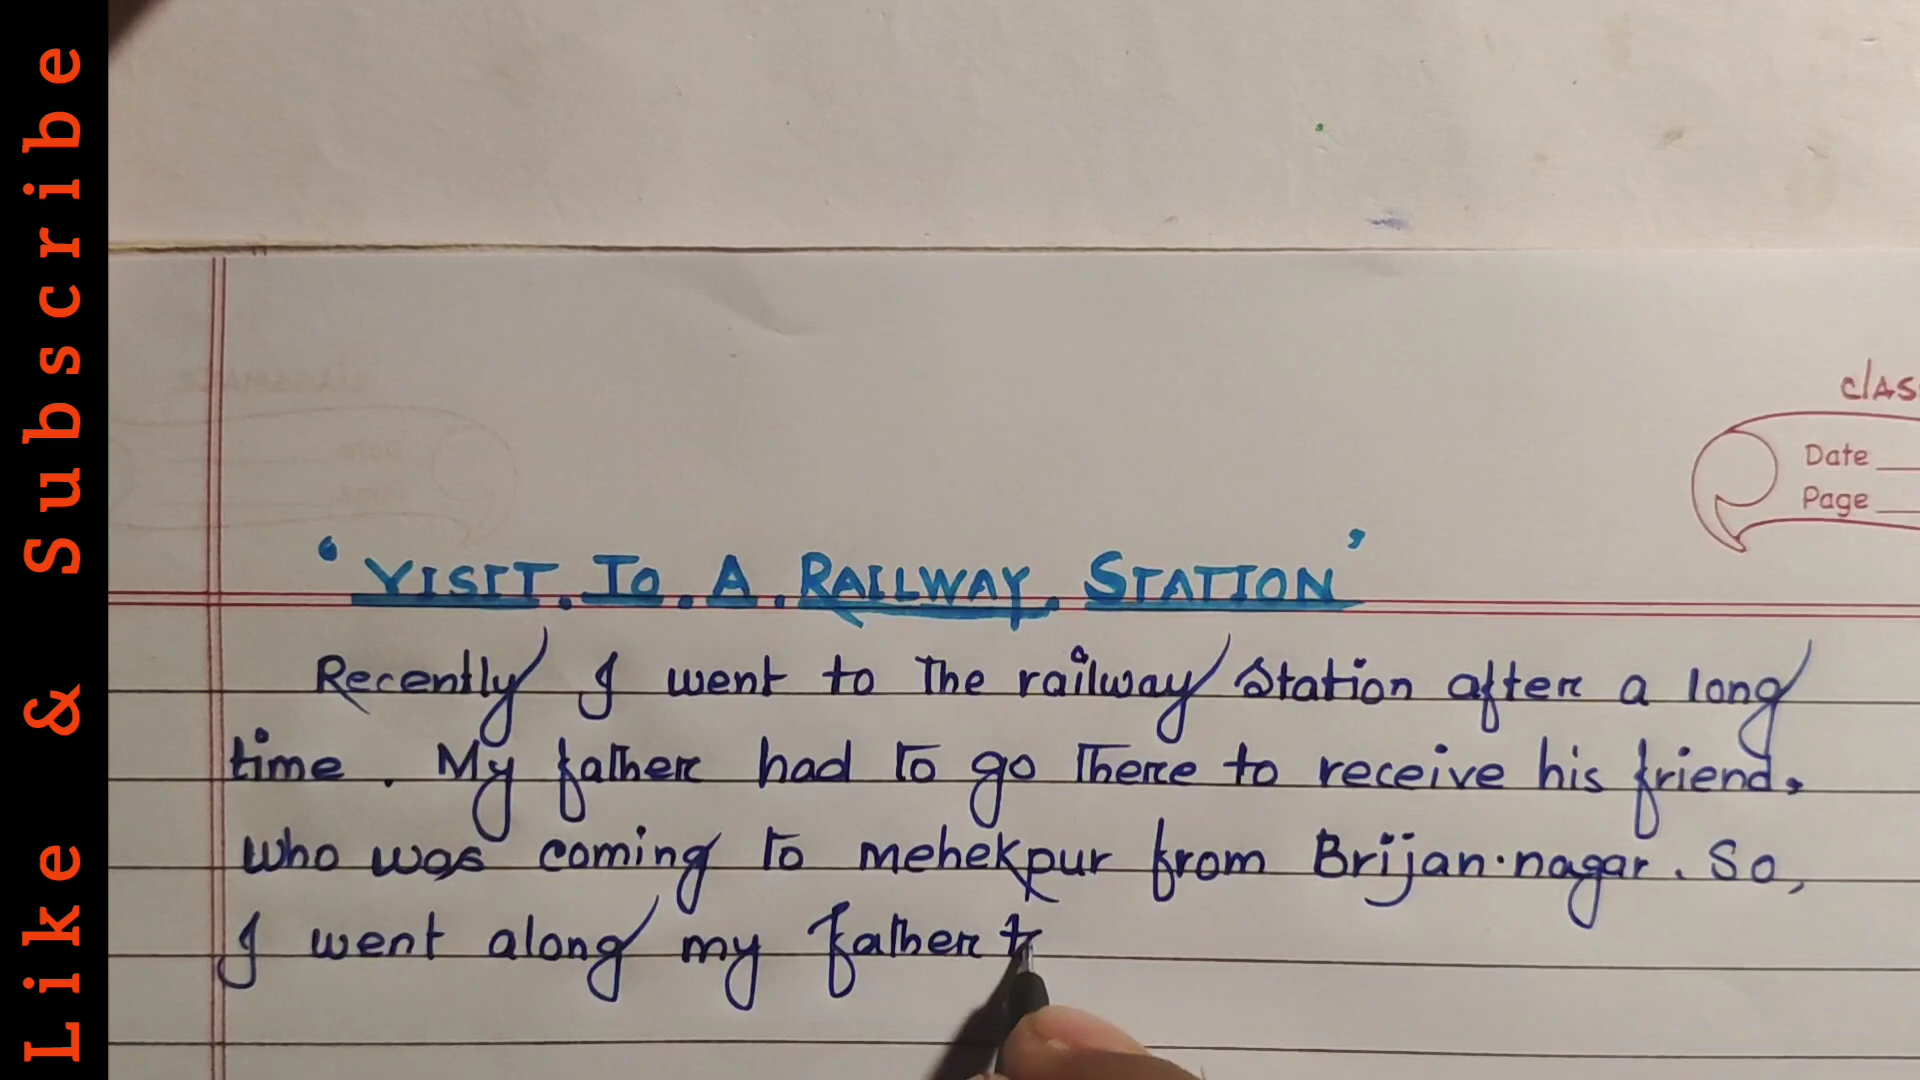 Like & Subscribe
clas
Date
Page
'VISIT. TO. A. RAILWAY. STATION'
Recently I went to the railway station after a long
time. My father had to go there to receive his friend,
who was coming to mehekpur from Brijan.nagar. So,
I went along my father